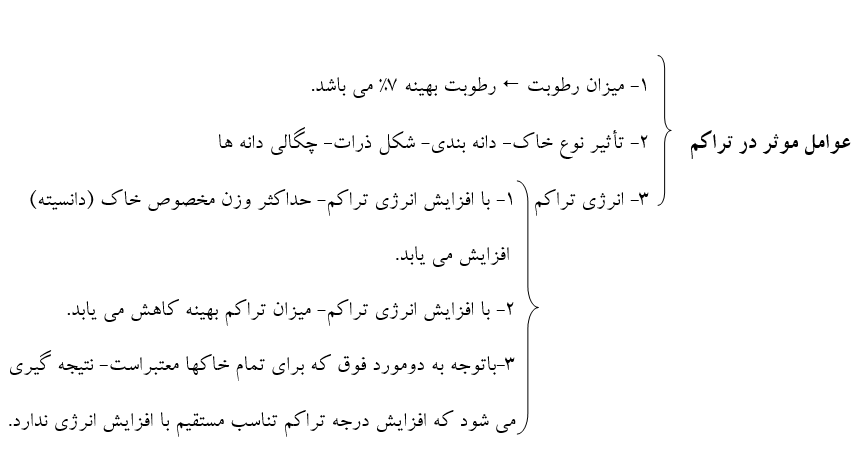 عوامل موثر در تراکم
۱- میزان رطوبت ← رطوبت بهینه ۷٪ می باشد.
۲- تأثیر نوع خاک- دانه بندی- شکل ذرات- چگالی دانه ها
۳- انرژی تراکم
۱- با افزایش انرژی تراکم- حداکثر وزن مخصوص خاک (دانسیته)
افزایش می یابد.
۲- با افزایش انرژی تراکم- میزان تراکم بهینه کاهش می یابد.
۳-باتوجه به دومورد فوق که برای تمام خاکها معتبراست- نتیجه گیری
می شود که افزایش درجه تراکم تناسب مستقیم با افزایش انرژی ندارد.